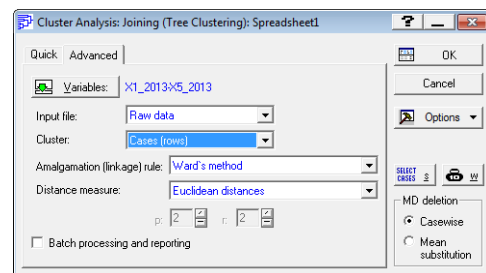 Cluster Analysis: Joining (Tree Clustering): Spreadsheet1
Quick Advanced
Variables: X1_2013-X5_2013
Input file: Raw data
Cluster: Cases (rows)
Amalgamation (linkage) rule: Ward`s method
Distance measure: Euclidean distances
p: 2 r: 2
Batch processing and reporting
OK
Cancel
Options
SELECT CASES S W
MD deletion
Casewise
Mean
substitution